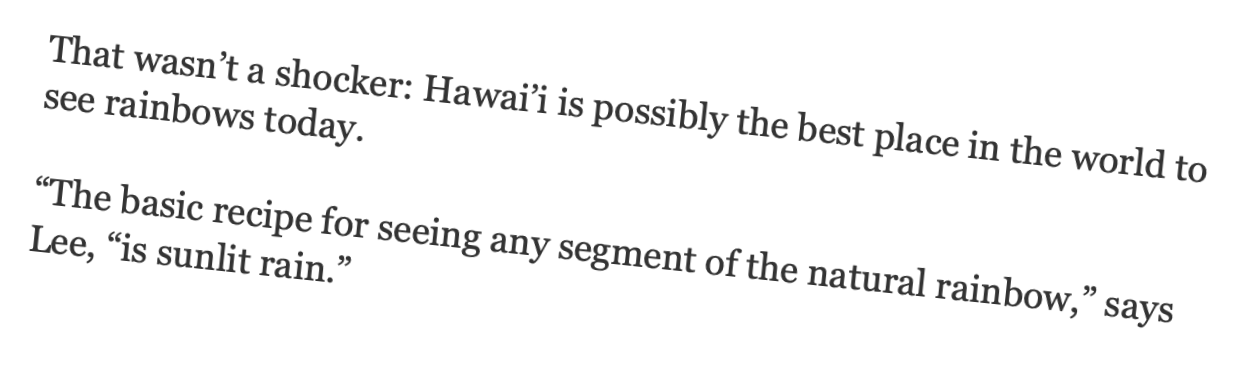 That wasn’t a shocker: Hawai’i is possibly the best place in the world to
see rainbows today.
“The basic recipe for seeing any segment of the natural rainbow,” says
Lee, “is sunlit rain.”